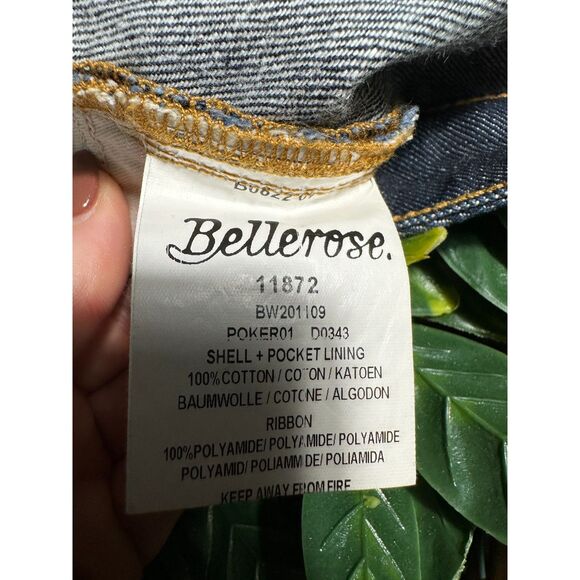 Bellerose.
11872
BW201109
POKER01 D0343
SHELL + POCKET LINING
100%COTTON / COTON / KATOEN
BAUMWOLLE / COTONE / ALGODON
RIBBON
100%POLYAMIDE/ POLYAMIDE/ POLYAMIDE
POLYAMID/ POLIAMMIDE/ POLIAMIDA
KEEP AWAY FROM FIRE